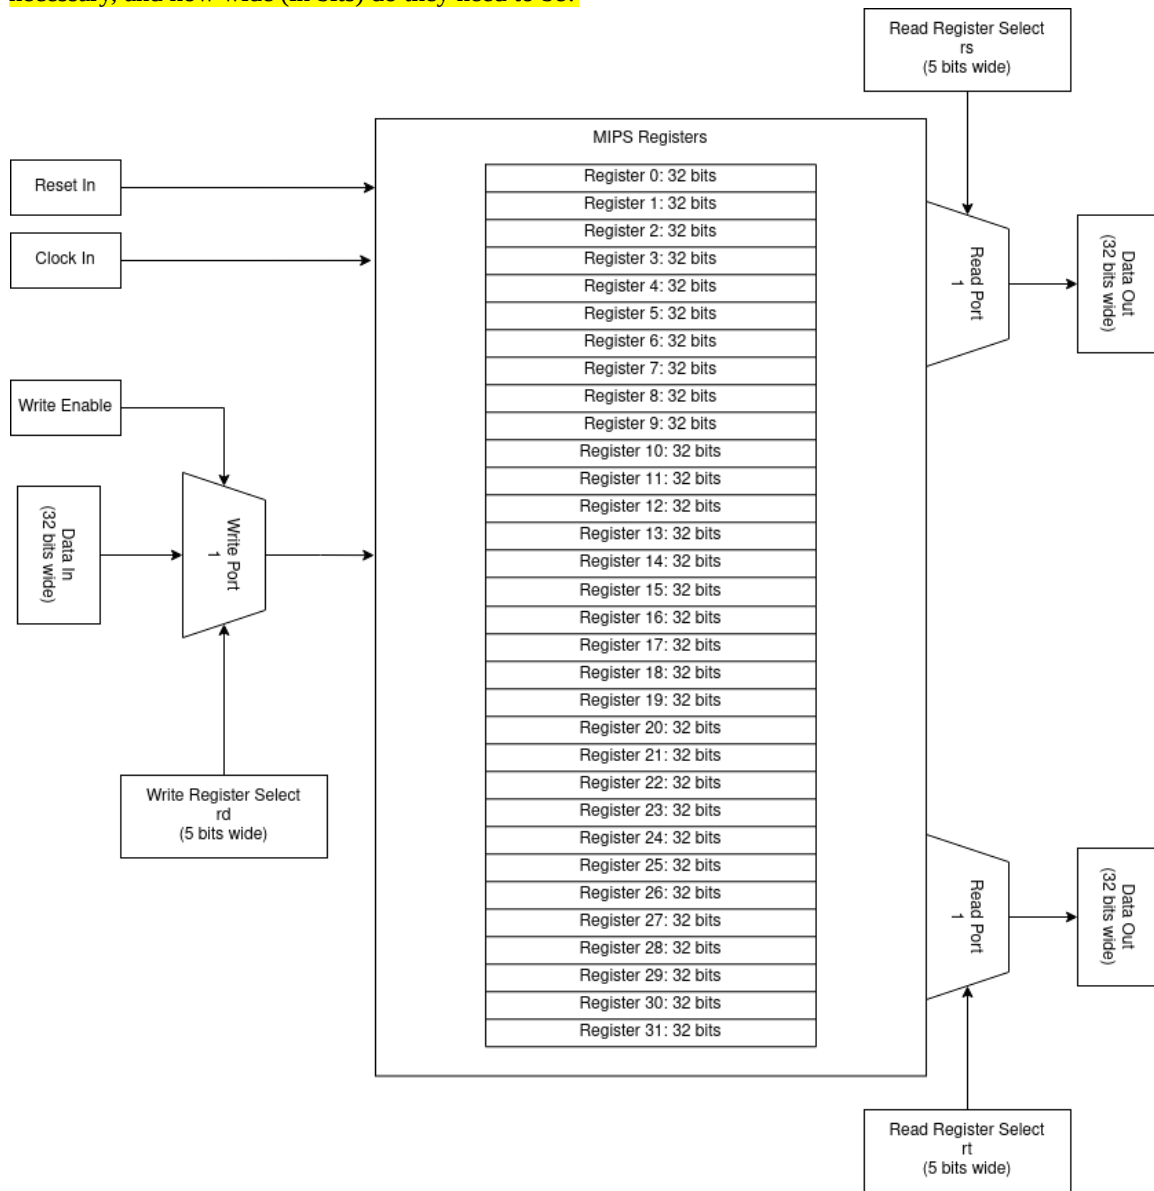 necessary, and how wide (in bits) do they need to be?
Read Register Select
rs
(5 bits wide)
MIPS Registers
Reset In
Clock In
Write Enable
Data In
(32 bits wide)
Write Port
1
Write Register Select
rd
(5 bits wide)
Register 0: 32 bits
Register 1: 32 bits
Register 2: 32 bits
Register 3: 32 bits
Register 4: 32 bits
Register 5: 32 bits
Register 6: 32 bits
Register 7: 32 bits
Register 8: 32 bits
Register 9: 32 bits
Register 10: 32 bits
Register 11: 32 bits
Register 12: 32 bits
Register 13: 32 bits
Register 14: 32 bits
Register 15: 32 bits
Register 16: 32 bits
Register 17: 32 bits
Register 18: 32 bits
Register 19: 32 bits
Register 20: 32 bits
Register 21: 32 bits
Register 22: 32 bits
Register 23: 32 bits
Register 24: 32 bits
Register 25: 32 bits
Register 26: 32 bits
Register 27: 32 bits
Register 28: 32 bits
Register 29: 32 bits
Register 30: 32 bits
Register 31: 32 bits
Read Port
1
Data Out
(32 bits wide)
Read Port
1
Data Out
(32 bits wide)
Read Register Select
rt
(5 bits wide)